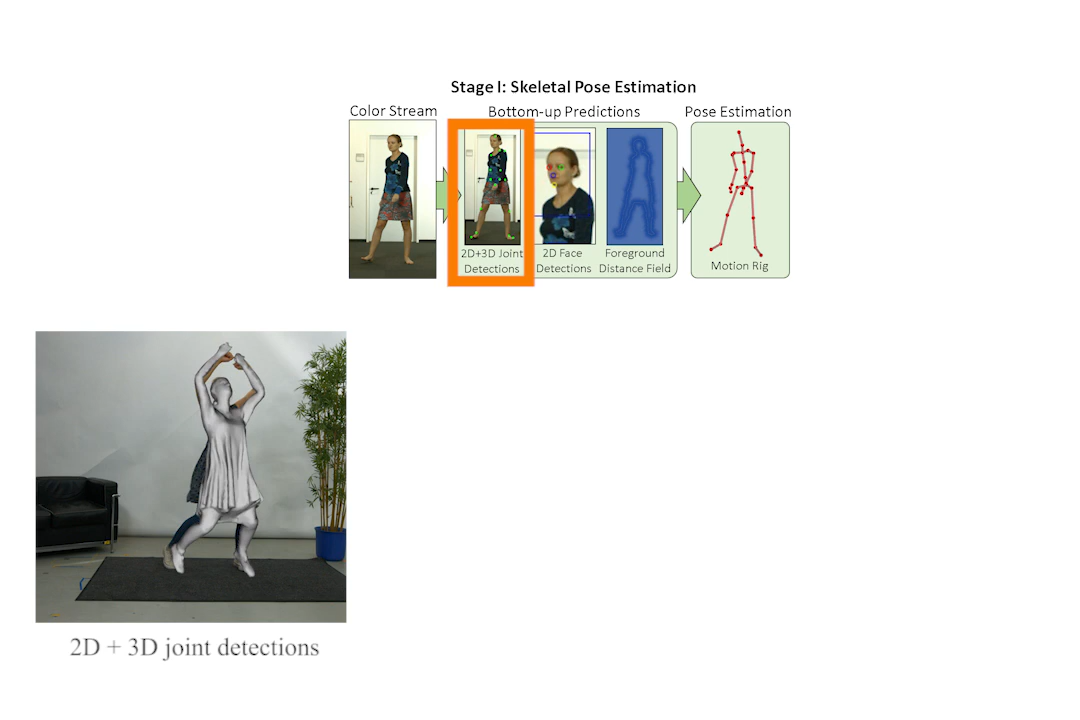 Stage I: Skeletal Pose Estimation
Color Stream
Bottom-up Predictions
Pose Estimation
2D+3D Joint
Detections
2D Face
Detections
Foreground
Distance Field
Motion Rig
2D + 3D joint detections